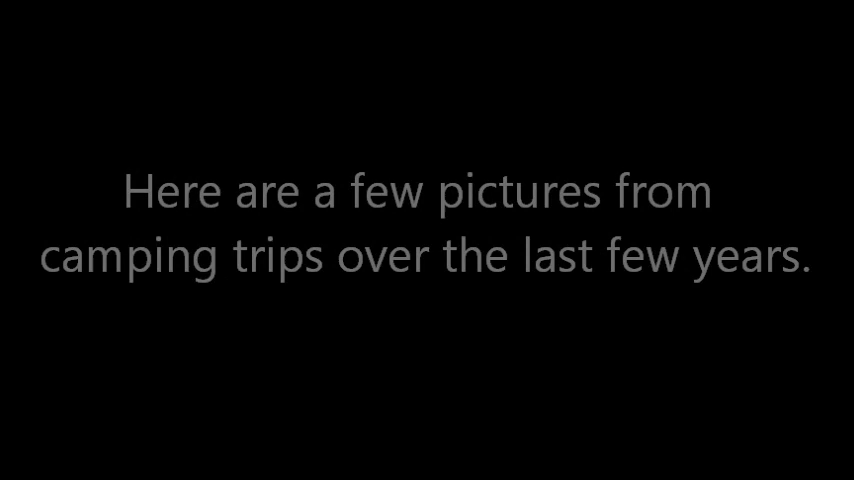 Here are a few pictures from
camping trips over the last few years.